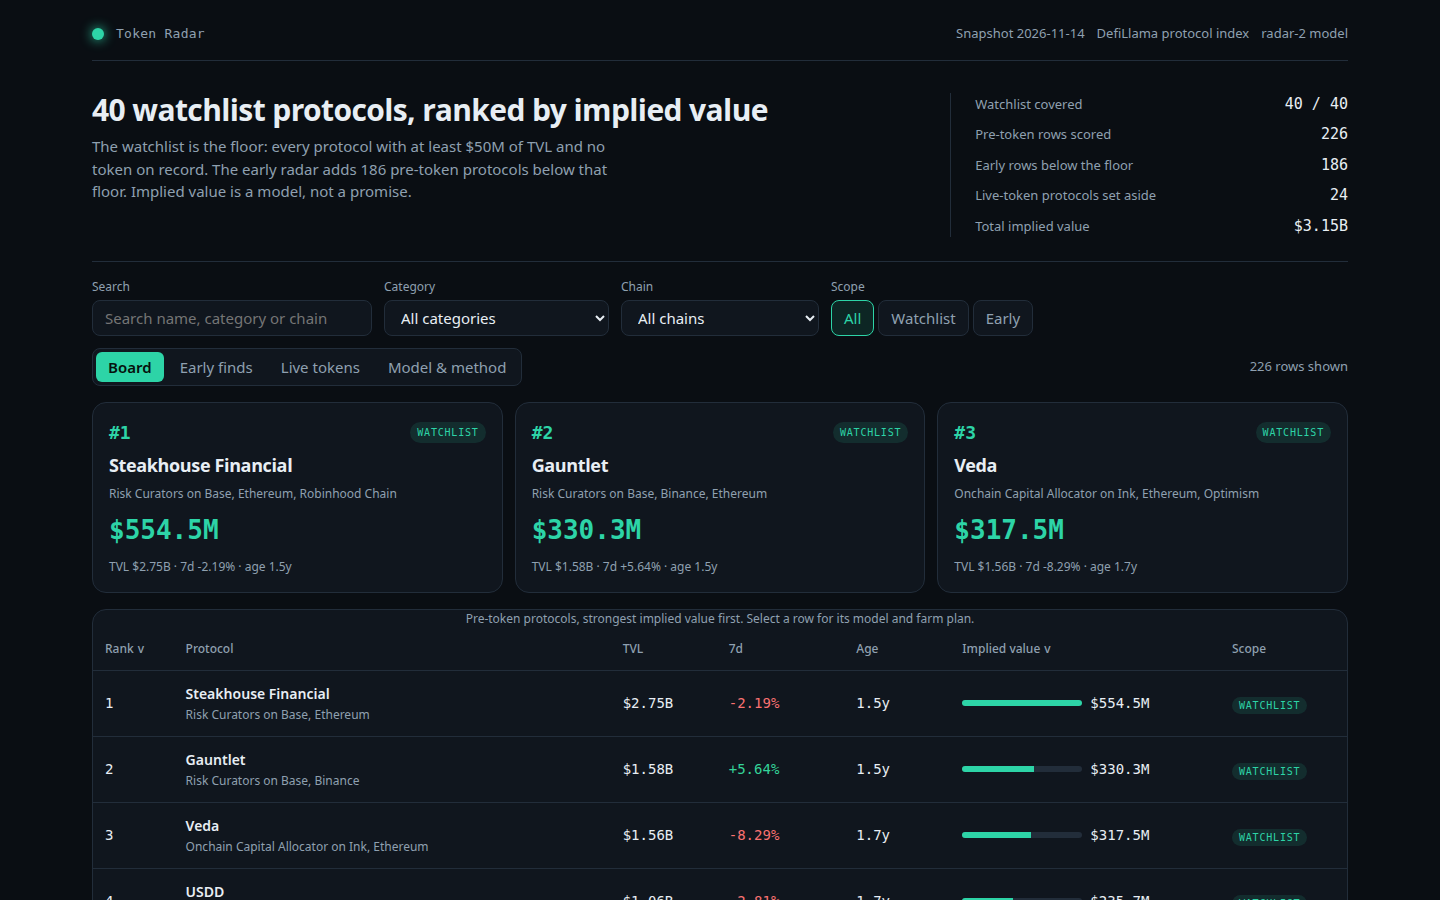 Token Radar
Snapshot 2026-11-14 DefiLlama protocol index radar-2 model
40 watchlist protocols, ranked by implied value
The watchlist is the floor: every protocol with at least $50M of TVL and no
token on record. The early radar adds 186 pre-token protocols below that
floor. Implied value is a model, not a promise.
Watchlist covered 40 / 40
Pre-token rows scored 226
Early rows below the floor 186
Live-token protocols set aside 24
Total implied value $3.15B
Search Category Chain Scope
Search name, category or chain All categories All chains All Watchlist Early
Board Early finds Live tokens Model & method 226 rows shown
#1 WATCHLIST
Steakhouse Financial
Risk Curators on Base, Ethereum, Robinhood Chain
$554.5M
TVL $2.75B · 7d -2.19% · age 1.5y
#2 WATCHLIST
Gauntlet
Risk Curators on Base, Binance, Ethereum
$330.3M
TVL $1.58B · 7d +5.64% · age 1.5y
#3 WATCHLIST
Veda
Onchain Capital Allocator on Ink, Ethereum, Optimism
$317.5M
TVL $1.56B · 7d -8.29% · age 1.7y
Pre-token protocols, strongest implied value first. Select a row for its model and farm plan.
Rank v Protocol TVL 7d Age Implied value v Scope
1 Steakhouse Financial $2.75B -2.19% 1.5y $554.5M WATCHLIST
Risk Curators on Base, Ethereum
2 Gauntlet $1.58B +5.64% 1.5y $330.3M WATCHLIST
Risk Curators on Base, Binance
3 Veda $1.56B -8.29% 1.7y $317.5M WATCHLIST
Onchain Capital Allocator on Ink, Ethereum
USDD